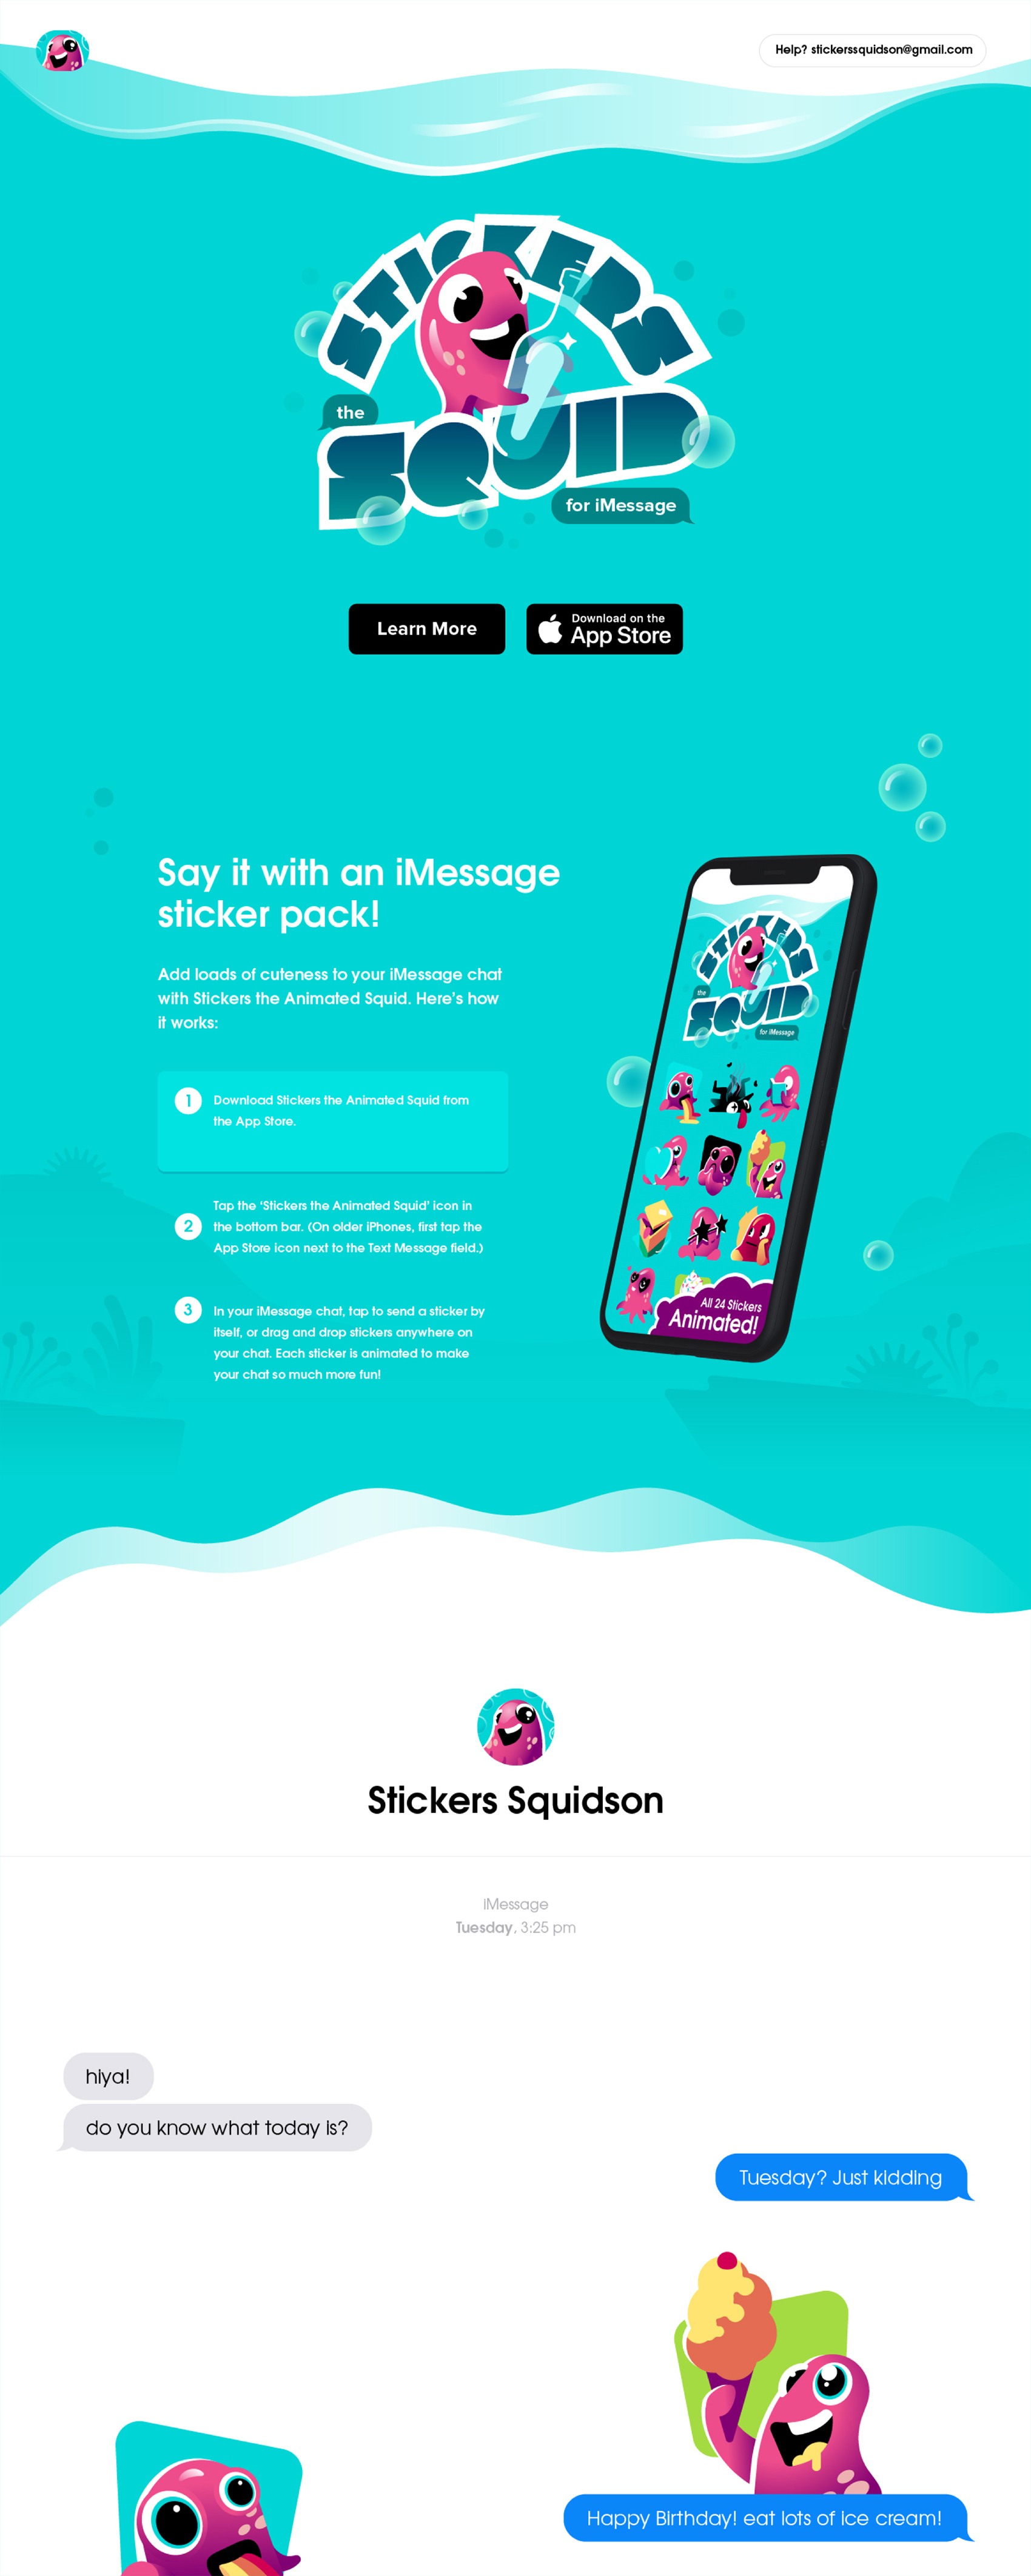 Help? stickerssquidson@gmail.com
STICKERS
the
SQUID
for iMessage
Learn More
Download on the
App Store
Say it with an iMessage
sticker pack!
Add loads of cuteness to your iMessage chat
with Stickers the Animated Squid. Here's how
it works:
1
Download Stickers the Animated Squid from
the App Store.
2
Tap the 'Stickers the Animated Squid' icon in
the bottom bar. (On older iPhones, first tap the
App Store icon next to the Text Message field.)
3
In your iMessage chat, tap to send a sticker by
itself, or drag and drop stickers anywhere on
your chat. Each sticker is animated to make
your chat so much more fun!
STICKERS
the
SQUID
for iMessage
All 24 Stickers
Animated!
Stickers Squidson
iMessage
Tuesday, 3:25 pm
hiya!
do you know what today is?
Tuesday? Just kidding
Happy Birthday! eat lots of ice cream!